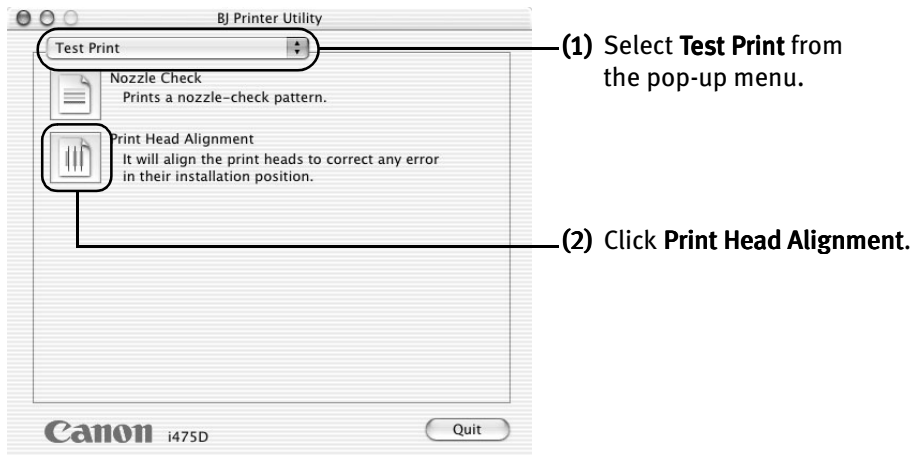 BJ Printer Utility
Test Print
(1) Select Test Print from
the pop-up menu.
Nozzle Check
Prints a nozzle-check pattern.
Print Head Alignment
It will align the print heads to correct any error
in their installation position.
(2) Click Print Head Alignment.
Canon i475D
Quit